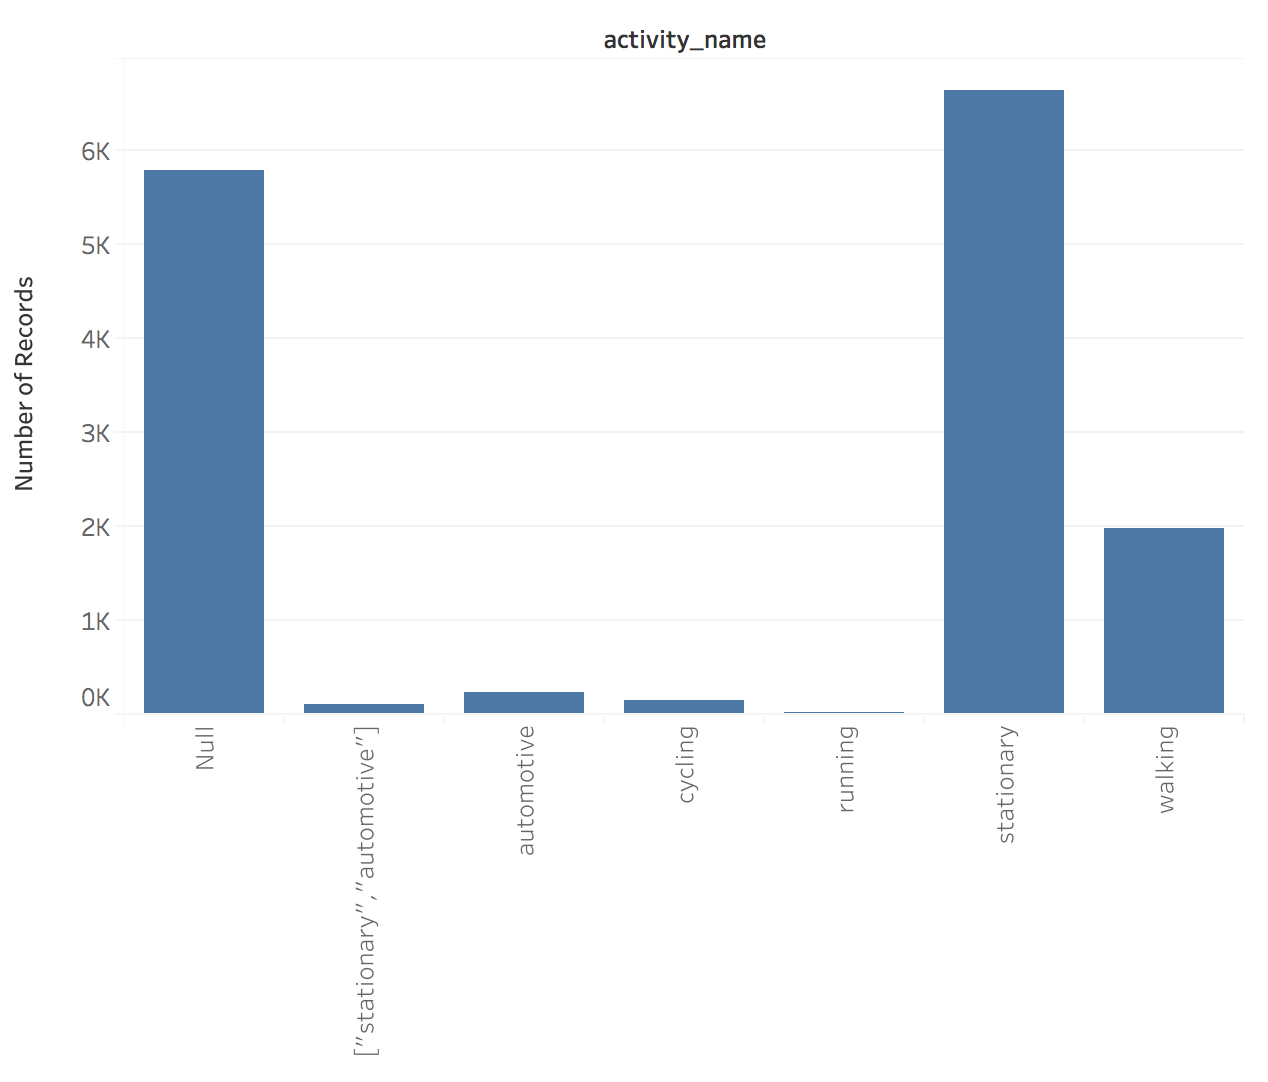 activity_name
Number of Records
6K
5K
4K
3K
2K
1K
0K
Null
["stationary","automotive"]
automotive
cycling
running
stationary
walking